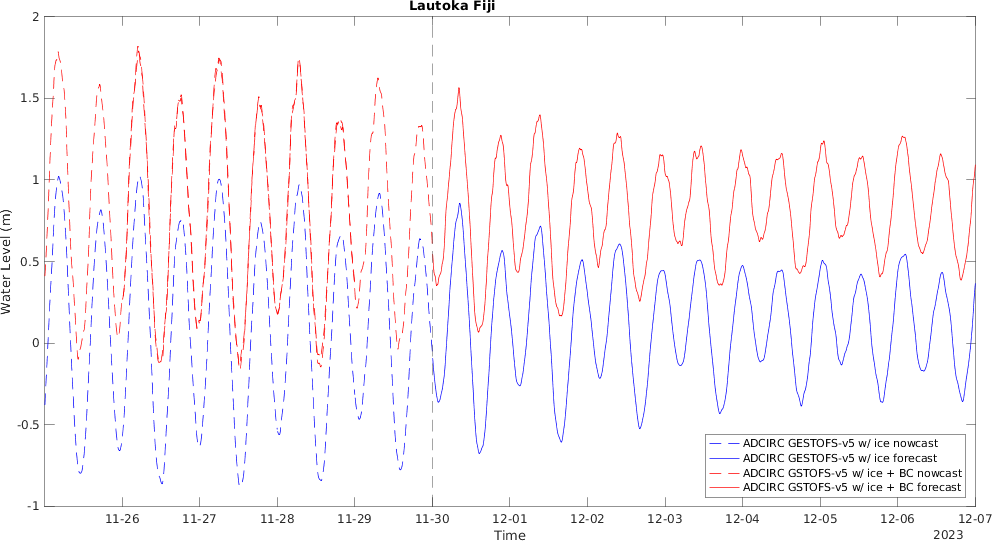 Lautoka Fiji
2
1.5
1
0.5
0
-0.5
-1
Water Level (m)
ADCIRC GESTOFS-v5 w/ ice nowcast
ADCIRC GESTOFS-v5 w/ ice forecast
ADCIRC GSTOFS-v5 w/ ice + BC nowcast
ADCIRC GSTOFS-v5 w/ ice + BC forecast
11-26 11-27 11-28 11-29 11-30 12-01 12-02 12-03 12-04 12-05 12-06 12-07
Time
2023